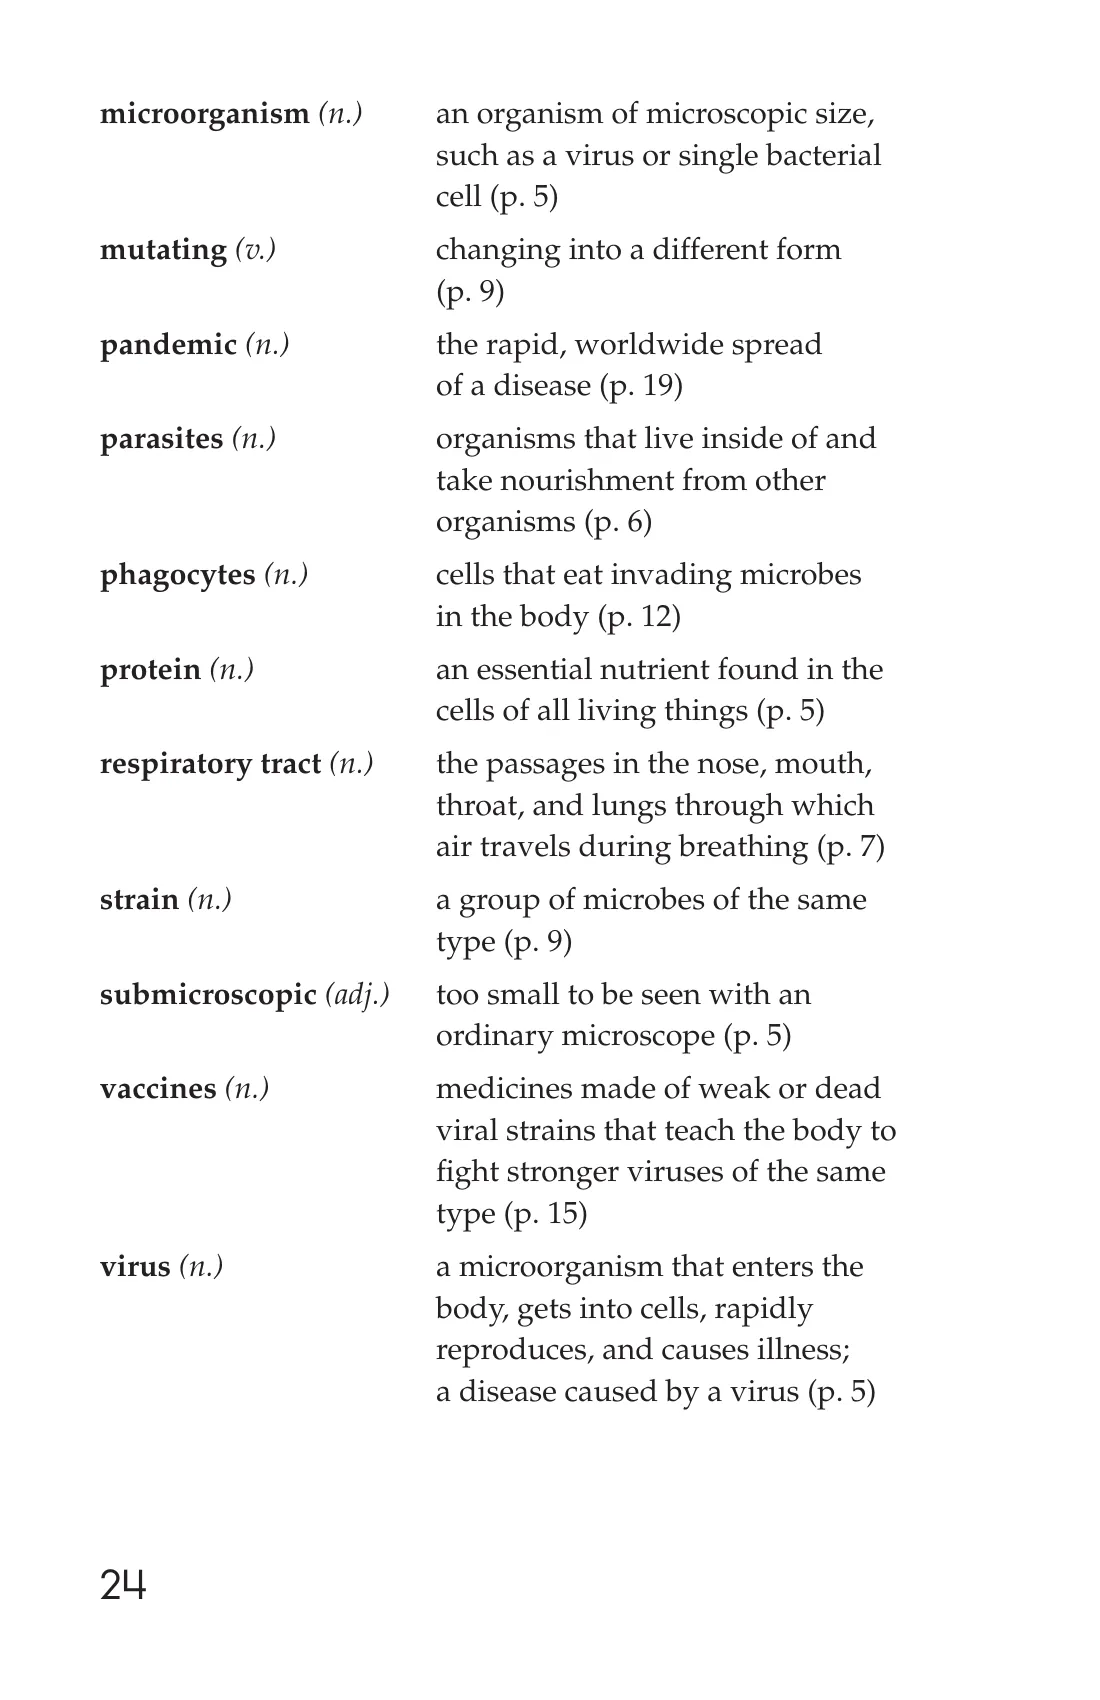 microorganism (n.) an organism of microscopic size,
such as a virus or single bacterial
cell (p. 5)
mutating (v.) changing into a different form
(p. 9)
pandemic (n.) the rapid, worldwide spread
of a disease (p. 19)
parasites (n.) organisms that live inside of and
take nourishment from other
organisms (p. 6)
phagocytes (n.) cells that eat invading microbes
in the body (p. 12)
protein (n.) an essential nutrient found in the
cells of all living things (p. 5)
respiratory tract (n.) the passages in the nose, mouth,
throat, and lungs through which
air travels during breathing (p. 7)
strain (n.) a group of microbes of the same
type (p. 9)
submicroscopic (adj.) too small to be seen with an
ordinary microscope (p. 5)
vaccines (n.) medicines made of weak or dead
viral strains that teach the body to
fight stronger viruses of the same
type (p. 15)
virus (n.) a microorganism that enters the
body, gets into cells, rapidly
reproduces, and causes illness;
a disease caused by a virus (p. 5)
24